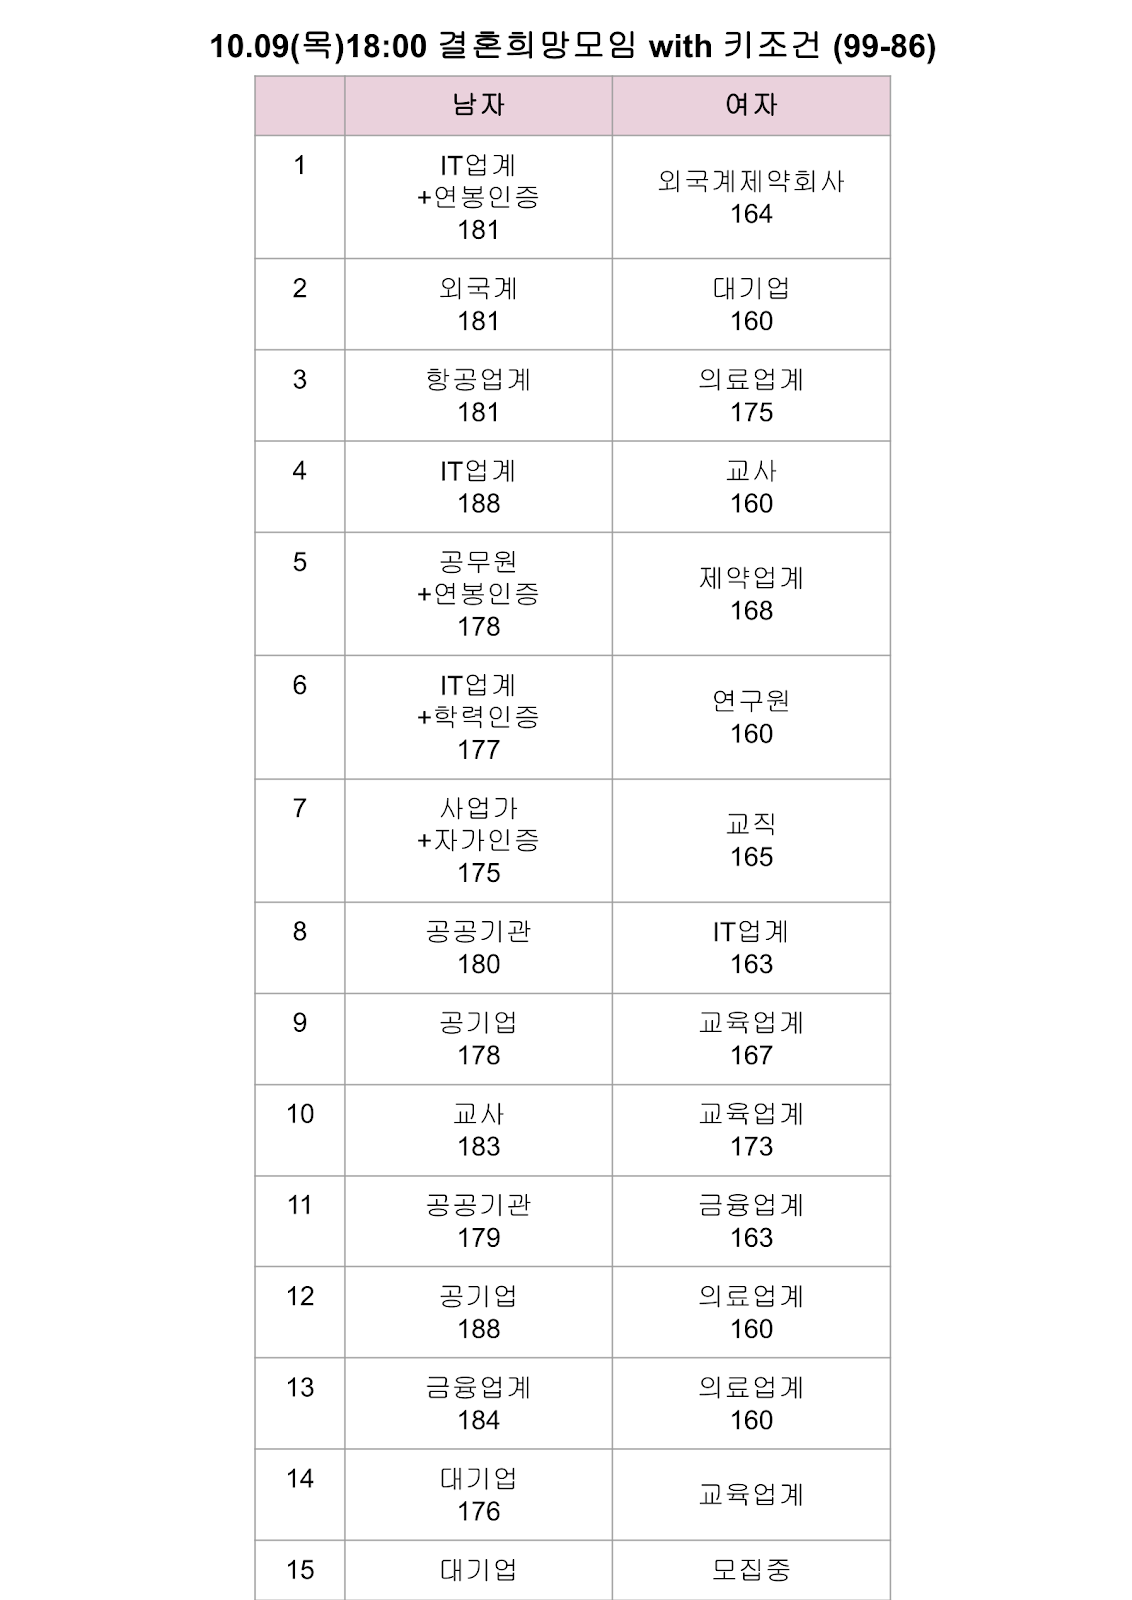 10.09(목)18:00 결혼희망모임 with 키조건 (99-86)
남자 여자
1 IT업계
+연봉인증
181
외국계제약회사
164
2 외국계
181
대기업
160
3 항공업계
181
의료업계
175
4 IT업계
188
교사
160
5 공무원
+연봉인증
178
제약업계
168
6 IT업계
+학력인증
177
연구원
160
7 사업가
+자가인증
175
교직
165
8 공공기관
180
IT업계
163
9 공기업
178
교육업계
167
10 교사
183
교육업계
173
11 공공기관
179
금융업계
163
12 공기업
188
의료업계
160
13 금융업계
184
의료업계
160
14 대기업
176
교육업계
15 대기업
모집중